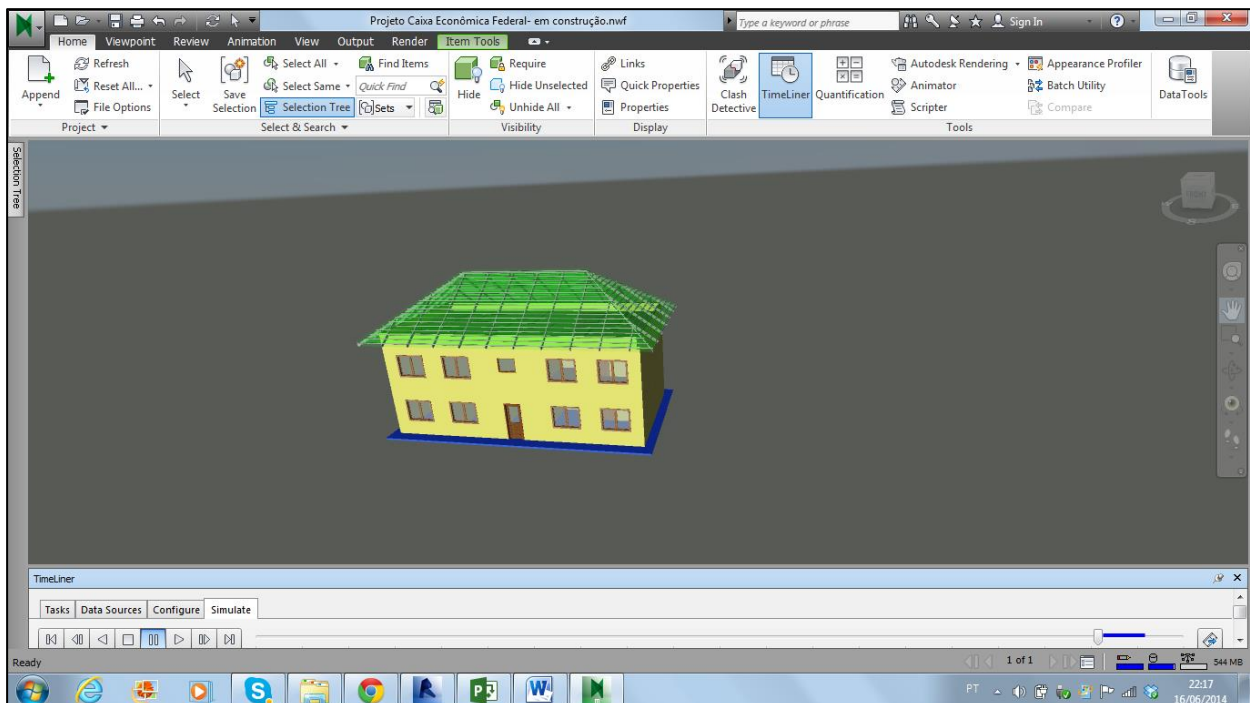 Projeto Caixa Econômica Federal- em construção.nwf
Type a keyword or phrase
Sign In
Home Viewpoint Review Animation View Output Render Item Tools
Append
Refresh
Reset All...
File Options
Project
Select
Save Selection
Select All
Select Same
Selection Tree
Find Items
Quick Find
Sets
Select & Search
Hide
Require
Hide Unselected
Unhide All
Visibility
Links
Quick Properties
Properties
Display
Clash Detective
TimeLiner
Quantification
Autodesk Rendering
Animator
Scripter
Appearance Profiler
Batch Utility
Compare
Tools
DataTools
Selection Tree
FRONT
TimeLiner
Tasks Data Sources Configure Simulate
Ready
1 of 1
544 MB
PT
22:17
16/06/2014